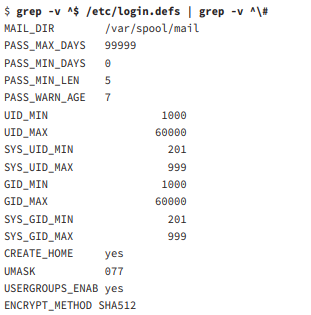 $ grep -v ^$ /etc/login.defs | grep -v ^\#
MAIL_DIR /var/spool/mail
PASS_MAX_DAYS 99999
PASS_MIN_DAYS 0
PASS_MIN_LEN 5
PASS_WARN_AGE 7
UID_MIN 1000
UID_MAX 60000
SYS_UID_MIN 201
SYS_UID_MAX 999
GID_MIN 1000
GID_MAX 60000
SYS_GID_MIN 201
SYS_GID_MAX 999
CREATE_HOME yes
UMASK 077
USERGROUPS_ENAB yes
ENCRYPT_METHOD SHA512